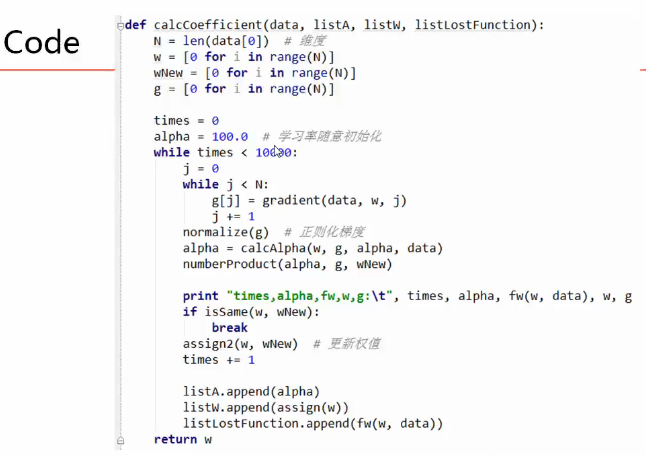 Code
def calcCoefficient(data, listA, listW, listLostFunction):
N = len(data[0])  # 维度
w = [0 for i in range(N)]
wNew = [0 for i in range(N)]
g = [0 for i in range(N)]
times = 0
alpha = 100.0  # 学习率随意初始化
while times < 10000:
j = 0
while j < N:
g[j] = gradient(data, w, j)
j += 1
normalize(g)  # 正则化梯度
alpha = calcAlpha(w, g, alpha, data)
numberProduct(alpha, g, wNew)
print "times,alpha,fw,w,g:\t", times, alpha, fw(w, data), w, g
if isSame(w, wNew):
break
assign2(w, wNew)  # 更新权值
times += 1
listA.append(alpha)
listW.append(assign(w))
listLostFunction.append(fw(w, data))
return w